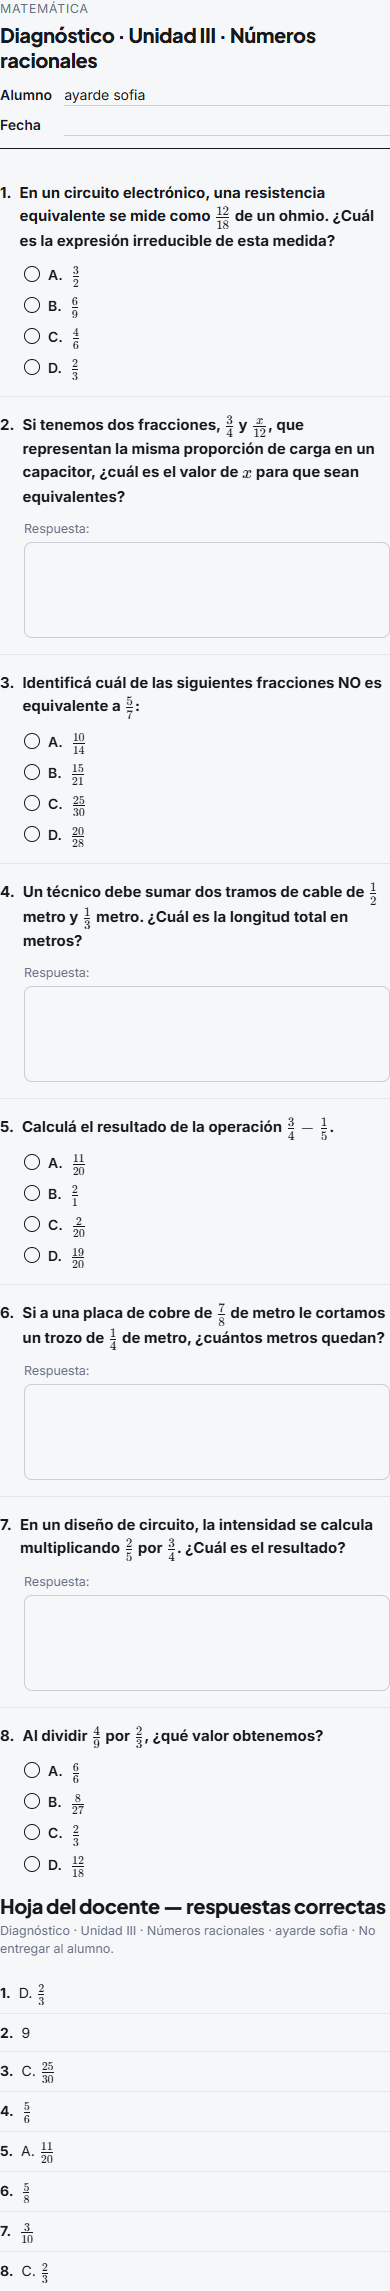 MATEMÁTICA
Diagnóstico · Unidad III · Números
racionales
Alumno ayarde sofia
Fecha
1. En un circuito electrónico, una resistencia
equivalente se mide como 12/18 de un ohmio. ¿Cuál
es la expresión irreducible de esta medida?
A. 3/2
B. 6/9
C. 4/6
D. 2/3
2. Si tenemos dos fracciones, 3/4 y x/12, que
representan la misma proporción de carga en un
capacitor, ¿cuál es el valor de x para que sean
equivalentes?
Respuesta:
3. Identificá cuál de las siguientes fracciones NO es
equivalente a 5/7:
A. 10/14
B. 15/21
C. 25/30
D. 20/28
4. Un técnico debe sumar dos tramos de cable de 1/2
metro y 1/3 metro. ¿Cuál es la longitud total en
metros?
Respuesta:
5. Calculá el resultado de la operación 3/4 − 1/5.
A. 11/20
B. 2/1
C. 2/20
D. 19/20
6. Si a una placa de cobre de 7/8 de metro le cortamos
un trozo de 1/4 de metro, ¿cuántos metros quedan?
Respuesta:
7. En un diseño de circuito, la intensidad se calcula
multiplicando 2/5 por 3/4. ¿Cuál es el resultado?
Respuesta:
8. Al dividir 4/9 por 2/3, ¿qué valor obtenemos?
A. 6/6
B. 8/27
C. 2/3
D. 12/18
Hoja del docente — respuestas correctas
Diagnóstico · Unidad III · Números racionales · ayarde sofia · No
entregar al alumno.
1. D. 2/3
2. 9
3. C. 25/30
4. 5/6
5. A. 11/20
6. 5/8
7. 3/10
8. C. 2/3